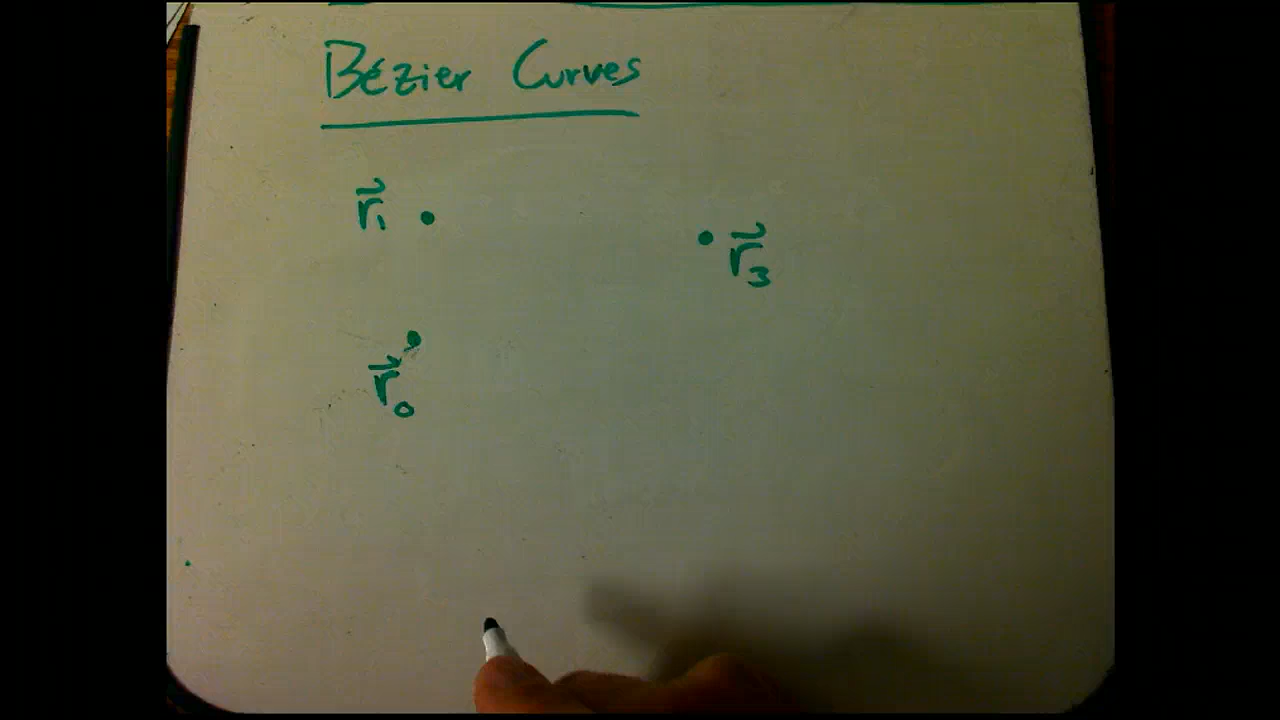 Bézier Curves
r⃗₁
r⃗₃
r⃗₀